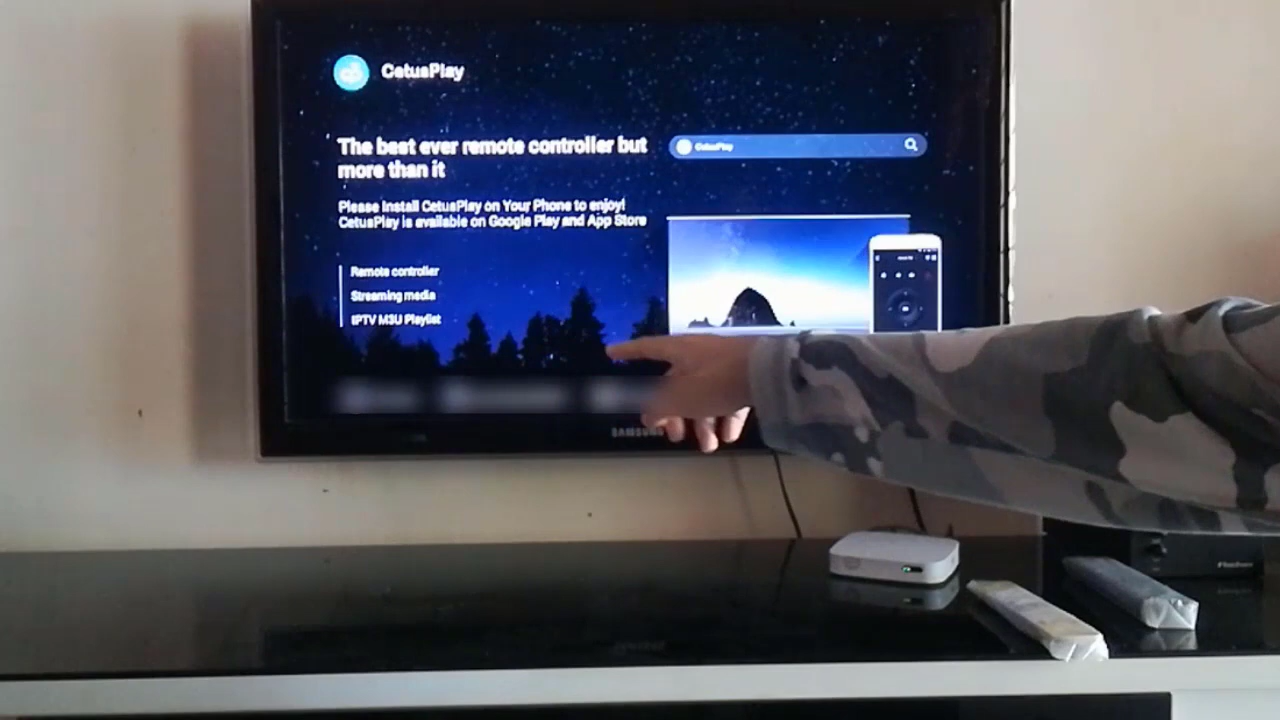 CetusPlay
The best ever remote controller but
more than it
CetusPlay
Please install CetusPlay on Your Phone to enjoy!
CetusPlay is available on Google Play and App Store
Remote controller
Streaming media
IPTV M3U Playlist
SAMSUNG